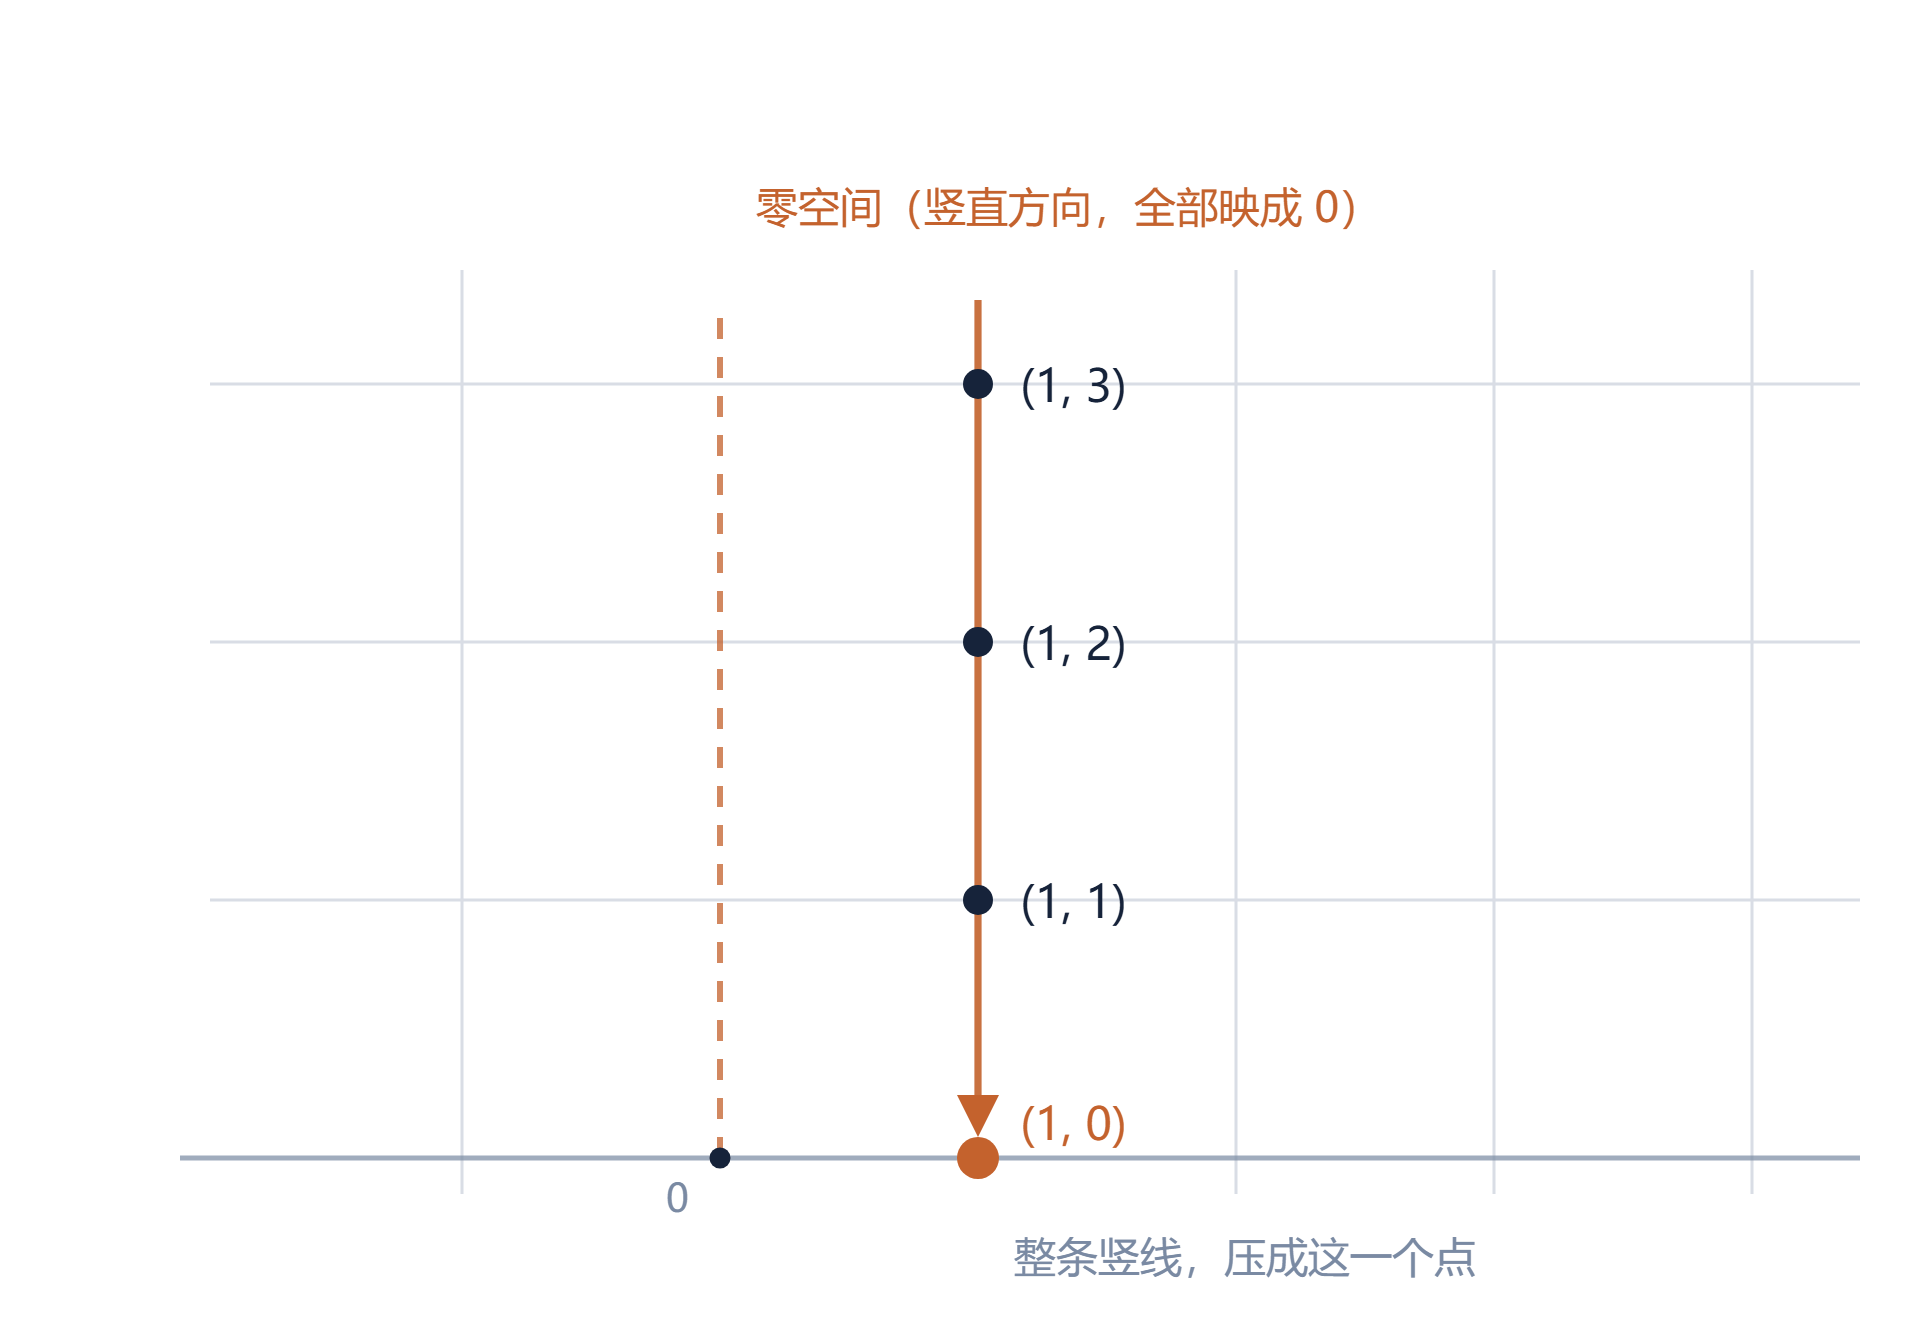 零空间（竖直方向，全部映成 0）
(1, 3)
(1, 2)
(1, 1)
(1, 0)
0
整条竖线，压成这一个点